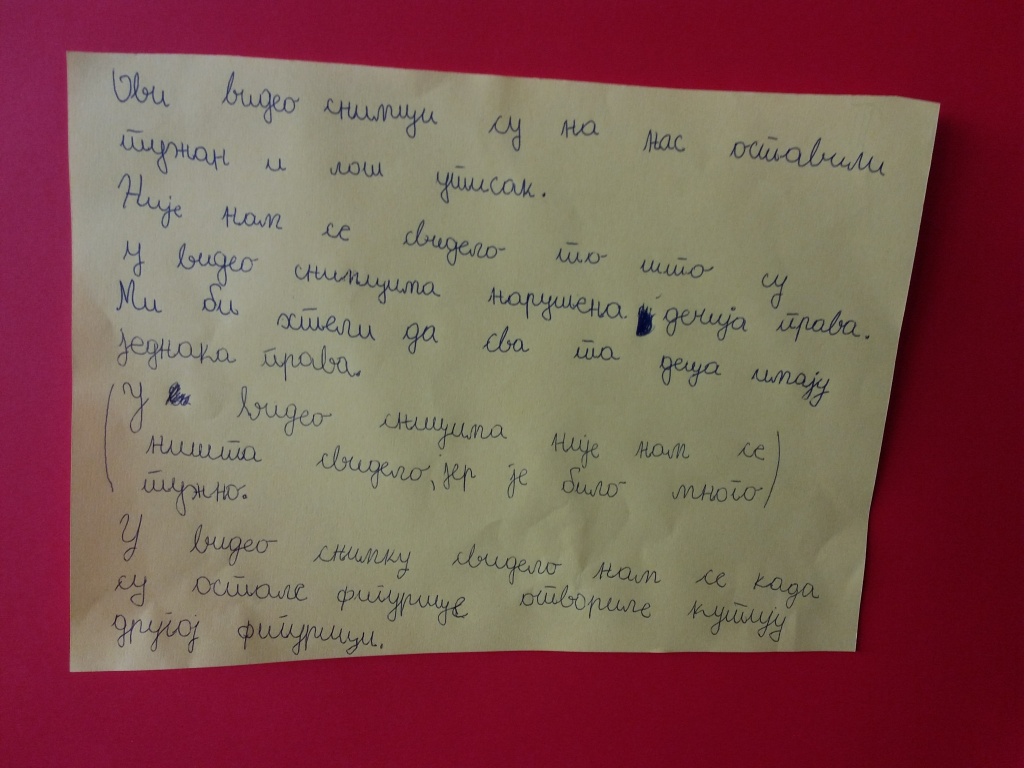 Ови видео снимци су на нас оставили
тужан и лош утисак.
Није нам се свидело то што су
у видео снимцима нарушена дечија права.
Ми би хтели да сва та деца имају
једнака права.
(У видео сницима није нам се
ништа свидело, јер је било много)
тужно.
У видео снимку свидело нам се када
су остале фигурице отвориле кутију
другој фигурици.